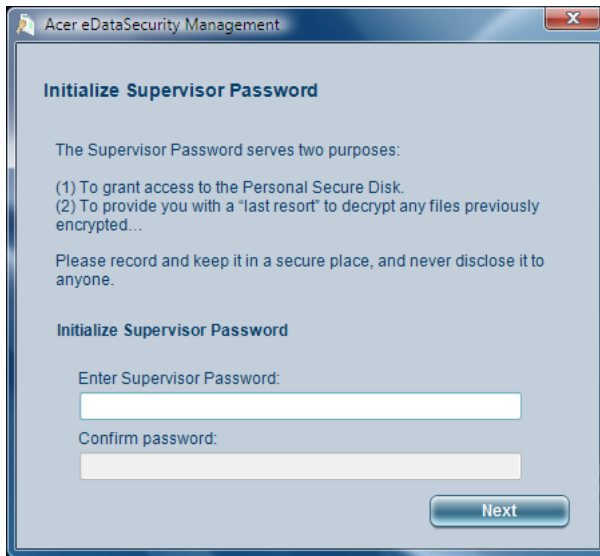 Acer eDataSecurity Management
Initialize Supervisor Password
The Supervisor Password serves two purposes:
(1) To grant access to the Personal Secure Disk.
(2) To provide you with a “last resort” to decrypt any files previously
encrypted...
Please record and keep it in a secure place, and never disclose it to
anyone.
Initialize Supervisor Password
Enter Supervisor Password:
Confirm password:
Next